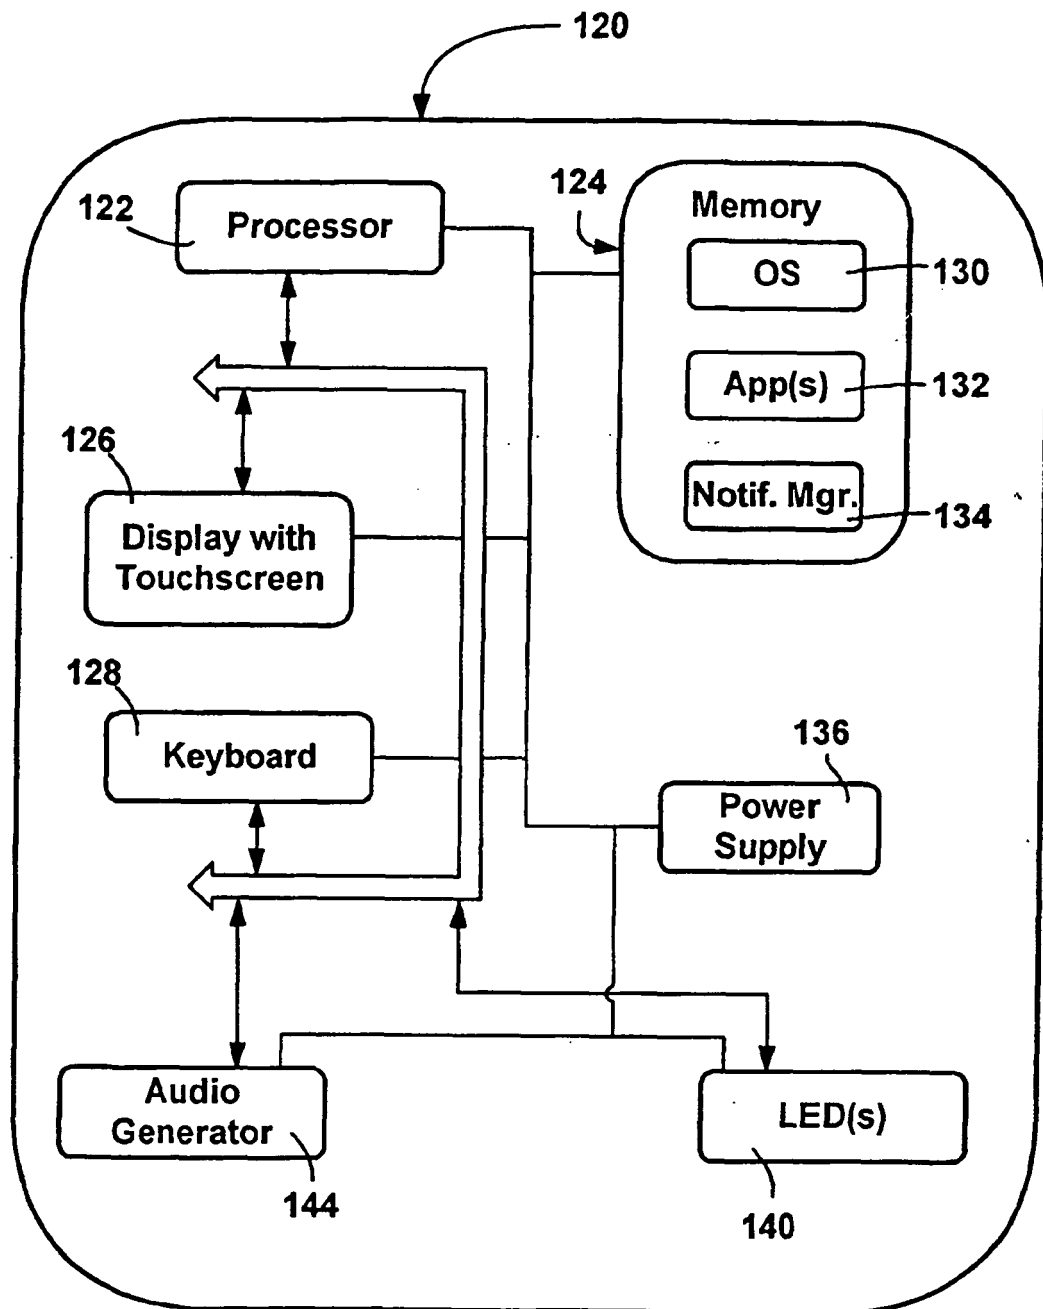 120
124
Memory
122
Processor
OS
130
App(s)
132
126
Notif. Mgr.
134
Display with
Touchscreen
128
Keyboard
136
Power
Supply
Audio
Generator
LED(s)
144
140